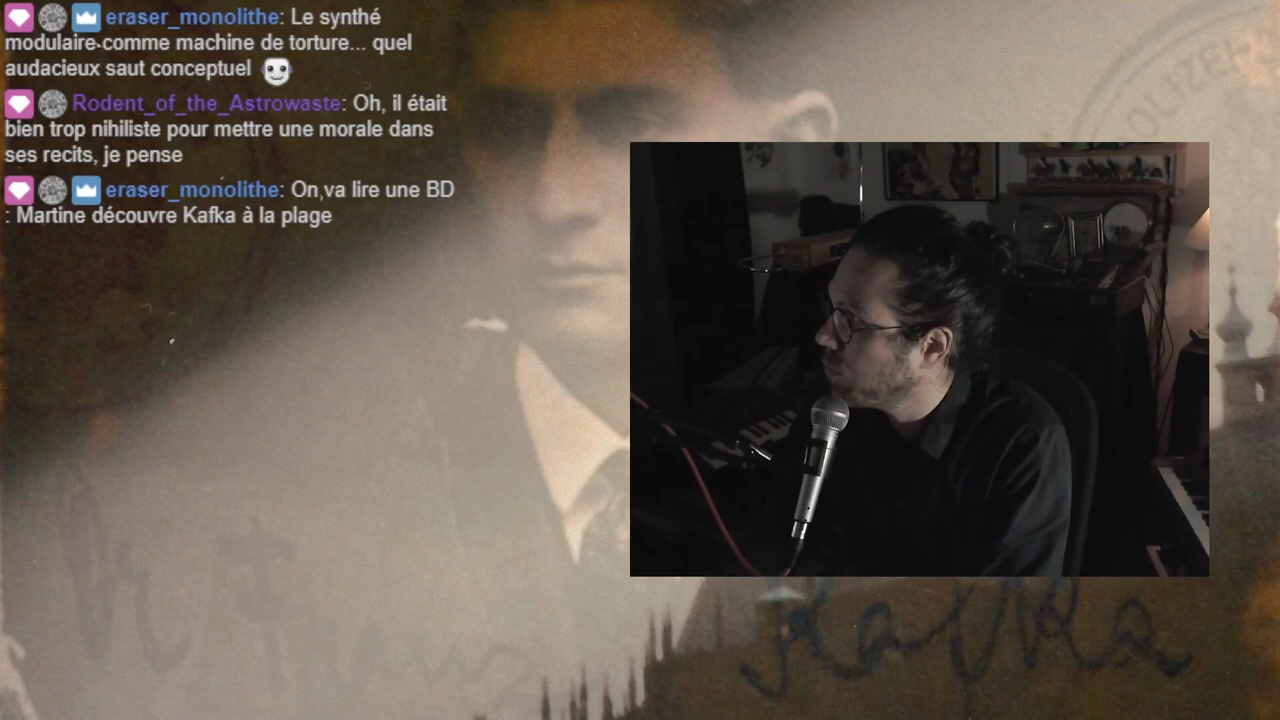 eraser_monolithe: Le synthé
modulaire comme machine de torture... quel
audacieux saut conceptuel
Rodent_of_the_Astrowaste: Oh, il était
bien trop nihiliste pour mettre une morale dans
ses recits, je pense
eraser_monolithe: On,va lire une BD
: Martine découvre Kafka à la plage
Franz Kafka